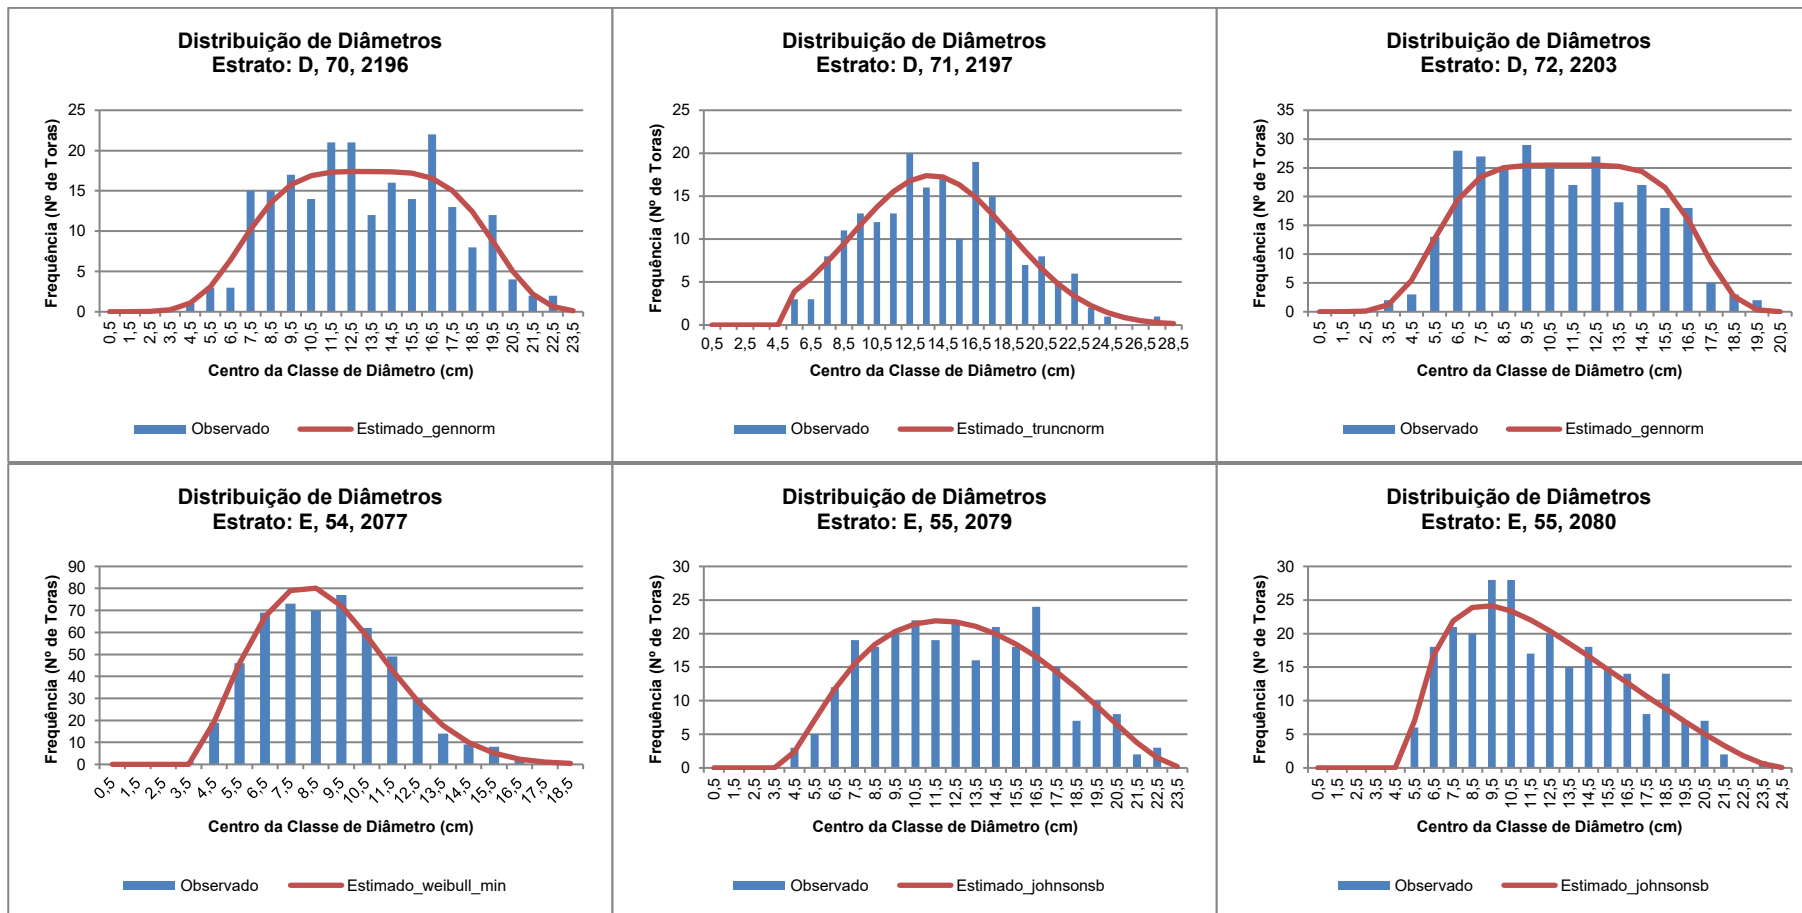 Distribuição de Diâmetros
Estrato: D, 70, 2196
Frequência (Nº de Toras)
25
20
15
10
5
0
0,5 1,5 2,5 3,5 4,5 5,5 6,5 7,5 8,5 9,5 10,5 11,5 12,5 13,5 14,5 15,5 16,5 17,5 18,5 19,5 20,5 21,5 22,5 23,5
Centro da Classe de Diâmetro (cm)
Observado Estimado_gennorm
Distribuição de Diâmetros
Estrato: D, 71, 2197
Frequência (Nº de Toras)
25
20
15
10
5
0
0,5 2,5 4,5 6,5 8,5 10,5 12,5 14,5 16,5 18,5 20,5 22,5 24,5 26,5 28,5
Centro da Classe de Diâmetro (cm)
Observado Estimado_truncnorm
Distribuição de Diâmetros
Estrato: D, 72, 2203
Frequência (Nº de Toras)
35
30
25
20
15
10
5
0
0,5 1,5 2,5 3,5 4,5 5,5 6,5 7,5 8,5 9,5 10,5 11,5 12,5 13,5 14,5 15,5 16,5 17,5 18,5 19,5 20,5
Centro da Classe de Diâmetro (cm)
Observado Estimado_gennorm
Distribuição de Diâmetros
Estrato: E, 54, 2077
Frequência (Nº de Toras)
90
80
70
60
50
40
30
20
10
0
0,5 1,5 2,5 3,5 4,5 5,5 6,5 7,5 8,5 9,5 10,5 11,5 12,5 13,5 14,5 15,5 16,5 17,5 18,5
Centro da Classe de Diâmetro (cm)
Observado Estimado_weibull_min
Distribuição de Diâmetros
Estrato: E, 55, 2079
Frequência (Nº de Toras)
30
25
20
15
10
5
0
0,5 1,5 2,5 3,5 4,5 5,5 6,5 7,5 8,5 9,5 10,5 11,5 12,5 13,5 14,5 15,5 16,5 17,5 18,5 19,5 20,5 21,5 22,5 23,5
Centro da Classe de Diâmetro (cm)
Observado Estimado_johnsonsb
Distribuição de Diâmetros
Estrato: E, 55, 2080
Frequência (Nº de Toras)
30
25
20
15
10
5
0
0,5 1,5 2,5 3,5 4,5 5,5 6,5 7,5 8,5 9,5 10,5 11,5 12,5 13,5 14,5 15,5 16,5 17,5 18,5 19,5 20,5 21,5 22,5 23,5 24,5
Centro da Classe de Diâmetro (cm)
Observado Estimado_johnsonsb